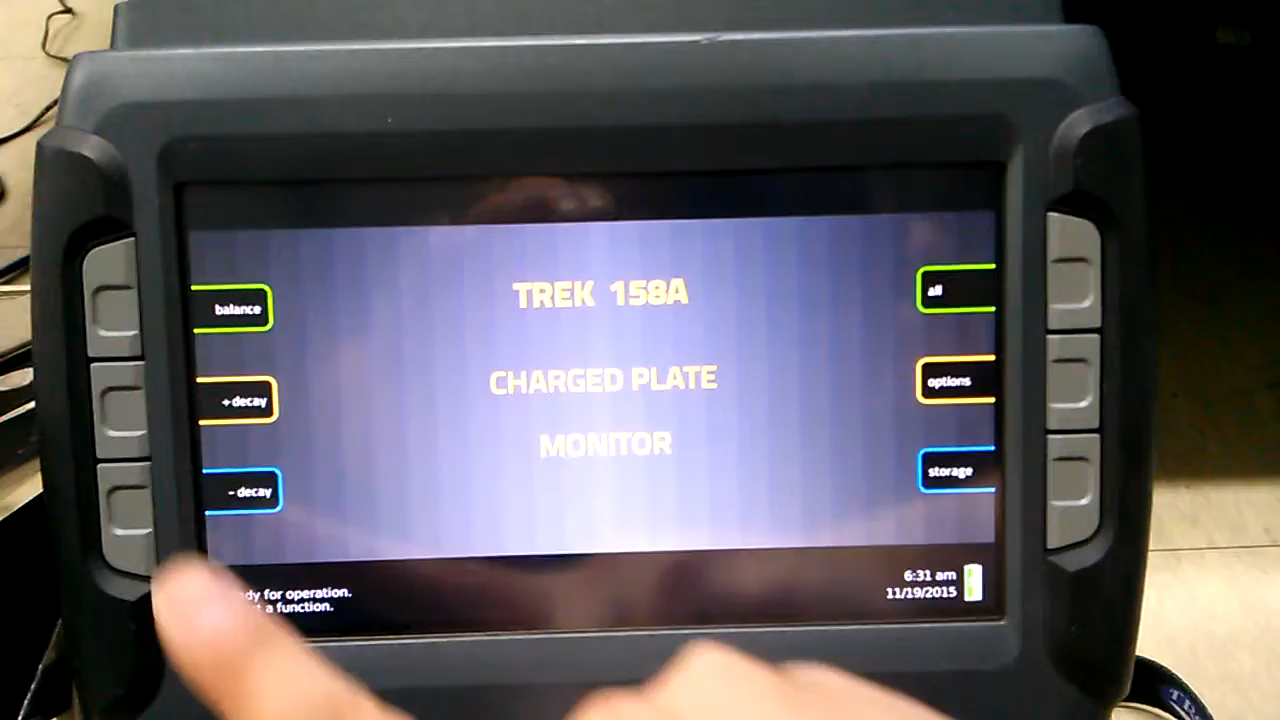 TREK 158A
CHARGED PLATE
MONITOR
balance
+decay
-decay
all
options
storage
for operation.
a function.
6:31 am
11/19/2015